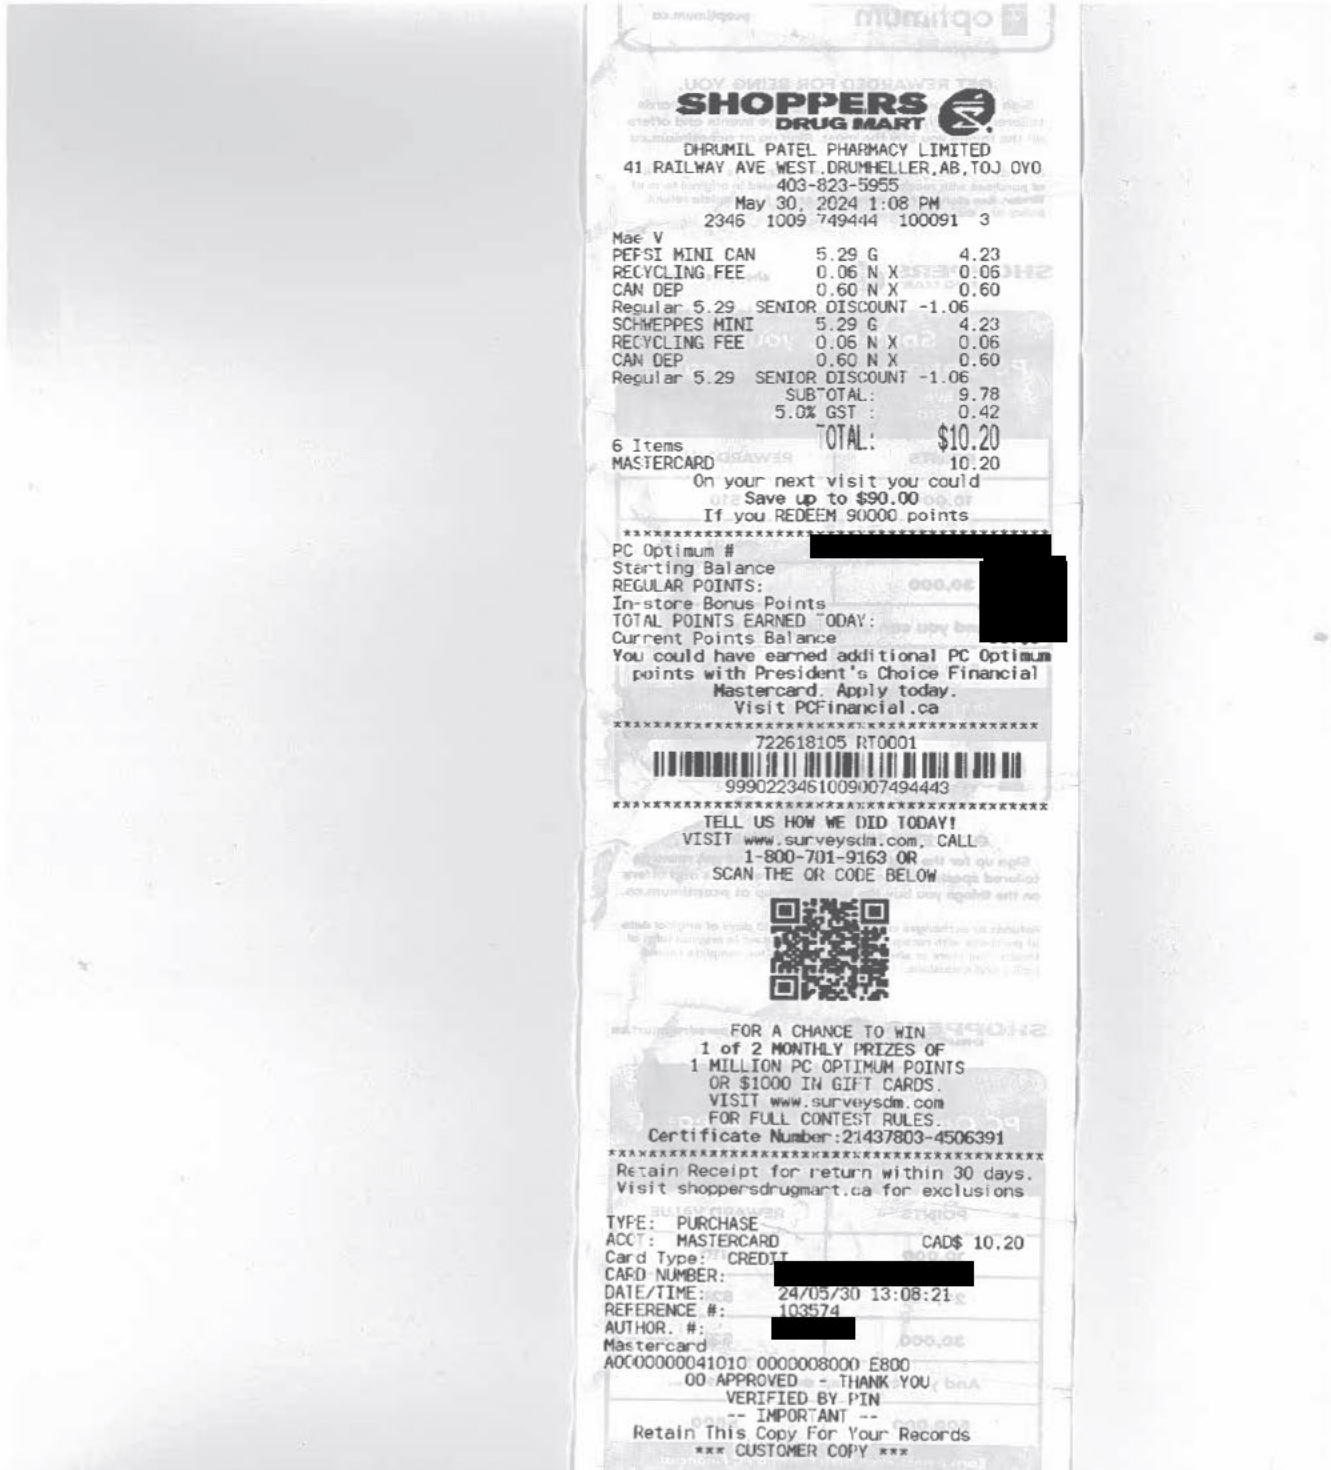 optimum
pcoptimum.ca
SHOPPERS
DRUG MART
DHRUMIL PATEL PHARMACY LIMITED
41 RAILWAY AVE WEST,DRUMHELLER,AB,T0J 0Y0
403-823-5955
May 30, 2024 1:08 PM
2346 1009 749444 100091 3
Mae V
PEPSI MINI CAN 5.29 G 4.23
RECYCLING FEE 0.06 N X 0.06
CAN DEP 0.60 N X 0.60
Regular 5.29 SENIOR DISCOUNT -1.06
SCHWEPPES MINI 5.29 G 4.23
RECYCLING FEE 0.06 N X 0.06
CAN DEP 0.60 N X 0.60
Regular 5.29 SENIOR DISCOUNT -1.06
SUBTOTAL: 9.78
5.0% GST : 0.42
6 Items TOTAL: $10.20
MASTERCARD 10.20
On your next visit you could
Save up to $90.00
If you REDEEM 90000 points
*******************************************
PC Optimum #
Starting Balance
REGULAR POINTS:
In-store Bonus Points
TOTAL POINTS EARNED TODAY:
Current Points Balance
You could have earned additional PC Optimum
points with President's Choice Financial
Mastercard. Apply today.
Visit PCFinancial.ca
*******************************************
722618105 RT0001
9990223461009007494443
*******************************************
TELL US HOW WE DID TODAY!
VISIT www.surveysdm.com, CALL
1-800-701-9163 OR
SCAN THE QR CODE BELOW
FOR A CHANCE TO WIN
1 of 2 MONTHLY PRIZES OF
1 MILLION PC OPTIMUM POINTS
OR $1000 IN GIFT CARDS.
VISIT www.surveysdm.com
FOR FULL CONTEST RULES.
Certificate Number:21437803-4506391
*******************************************
Retain Receipt for return within 30 days.
Visit shoppersdrugmart.ca for exclusions
TYPE: PURCHASE
ACCT: MASTERCARD CAD$ 10.20
Card Type: CREDIT
CARD NUMBER:
DATE/TIME: 24/05/30 13:08:21
REFERENCE #: 103574
AUTHOR. #:
Mastercard
A0000000041010 0000008000 E800
00 APPROVED - THANK YOU
VERIFIED BY PIN
-- IMPORTANT --
Retain This Copy For Your Records
*** CUSTOMER COPY ***